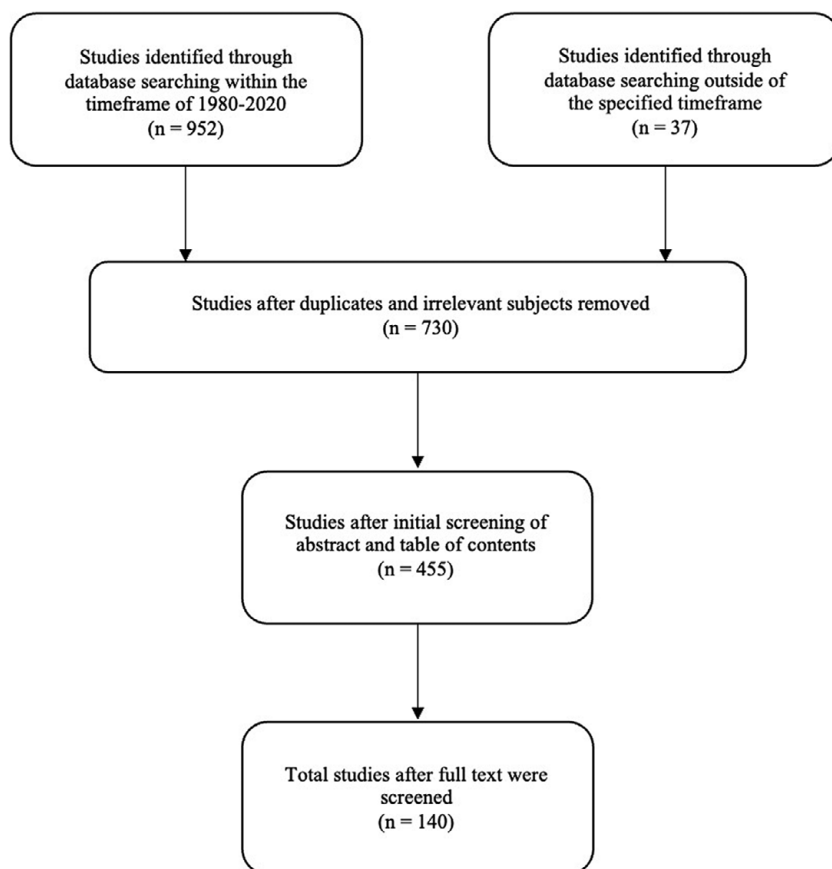 Studies identified through
database searching within the
timeframe of 1980-2020
(n = 952)
Studies identified through
database searching outside of
the specified timeframe
(n = 37)
Studies after duplicates and irrelevant subjects removed
(n = 730)
Studies after initial screening of
abstract and table of contents
(n = 455)
Total studies after full text were
screened
(n = 140)